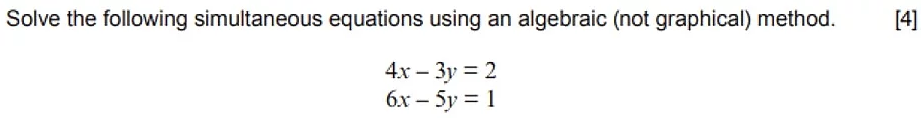 Solve the following simultaneous equations using an algebraic (not graphical) method. [4]
4x – 3y = 2
6x – 5y = 1